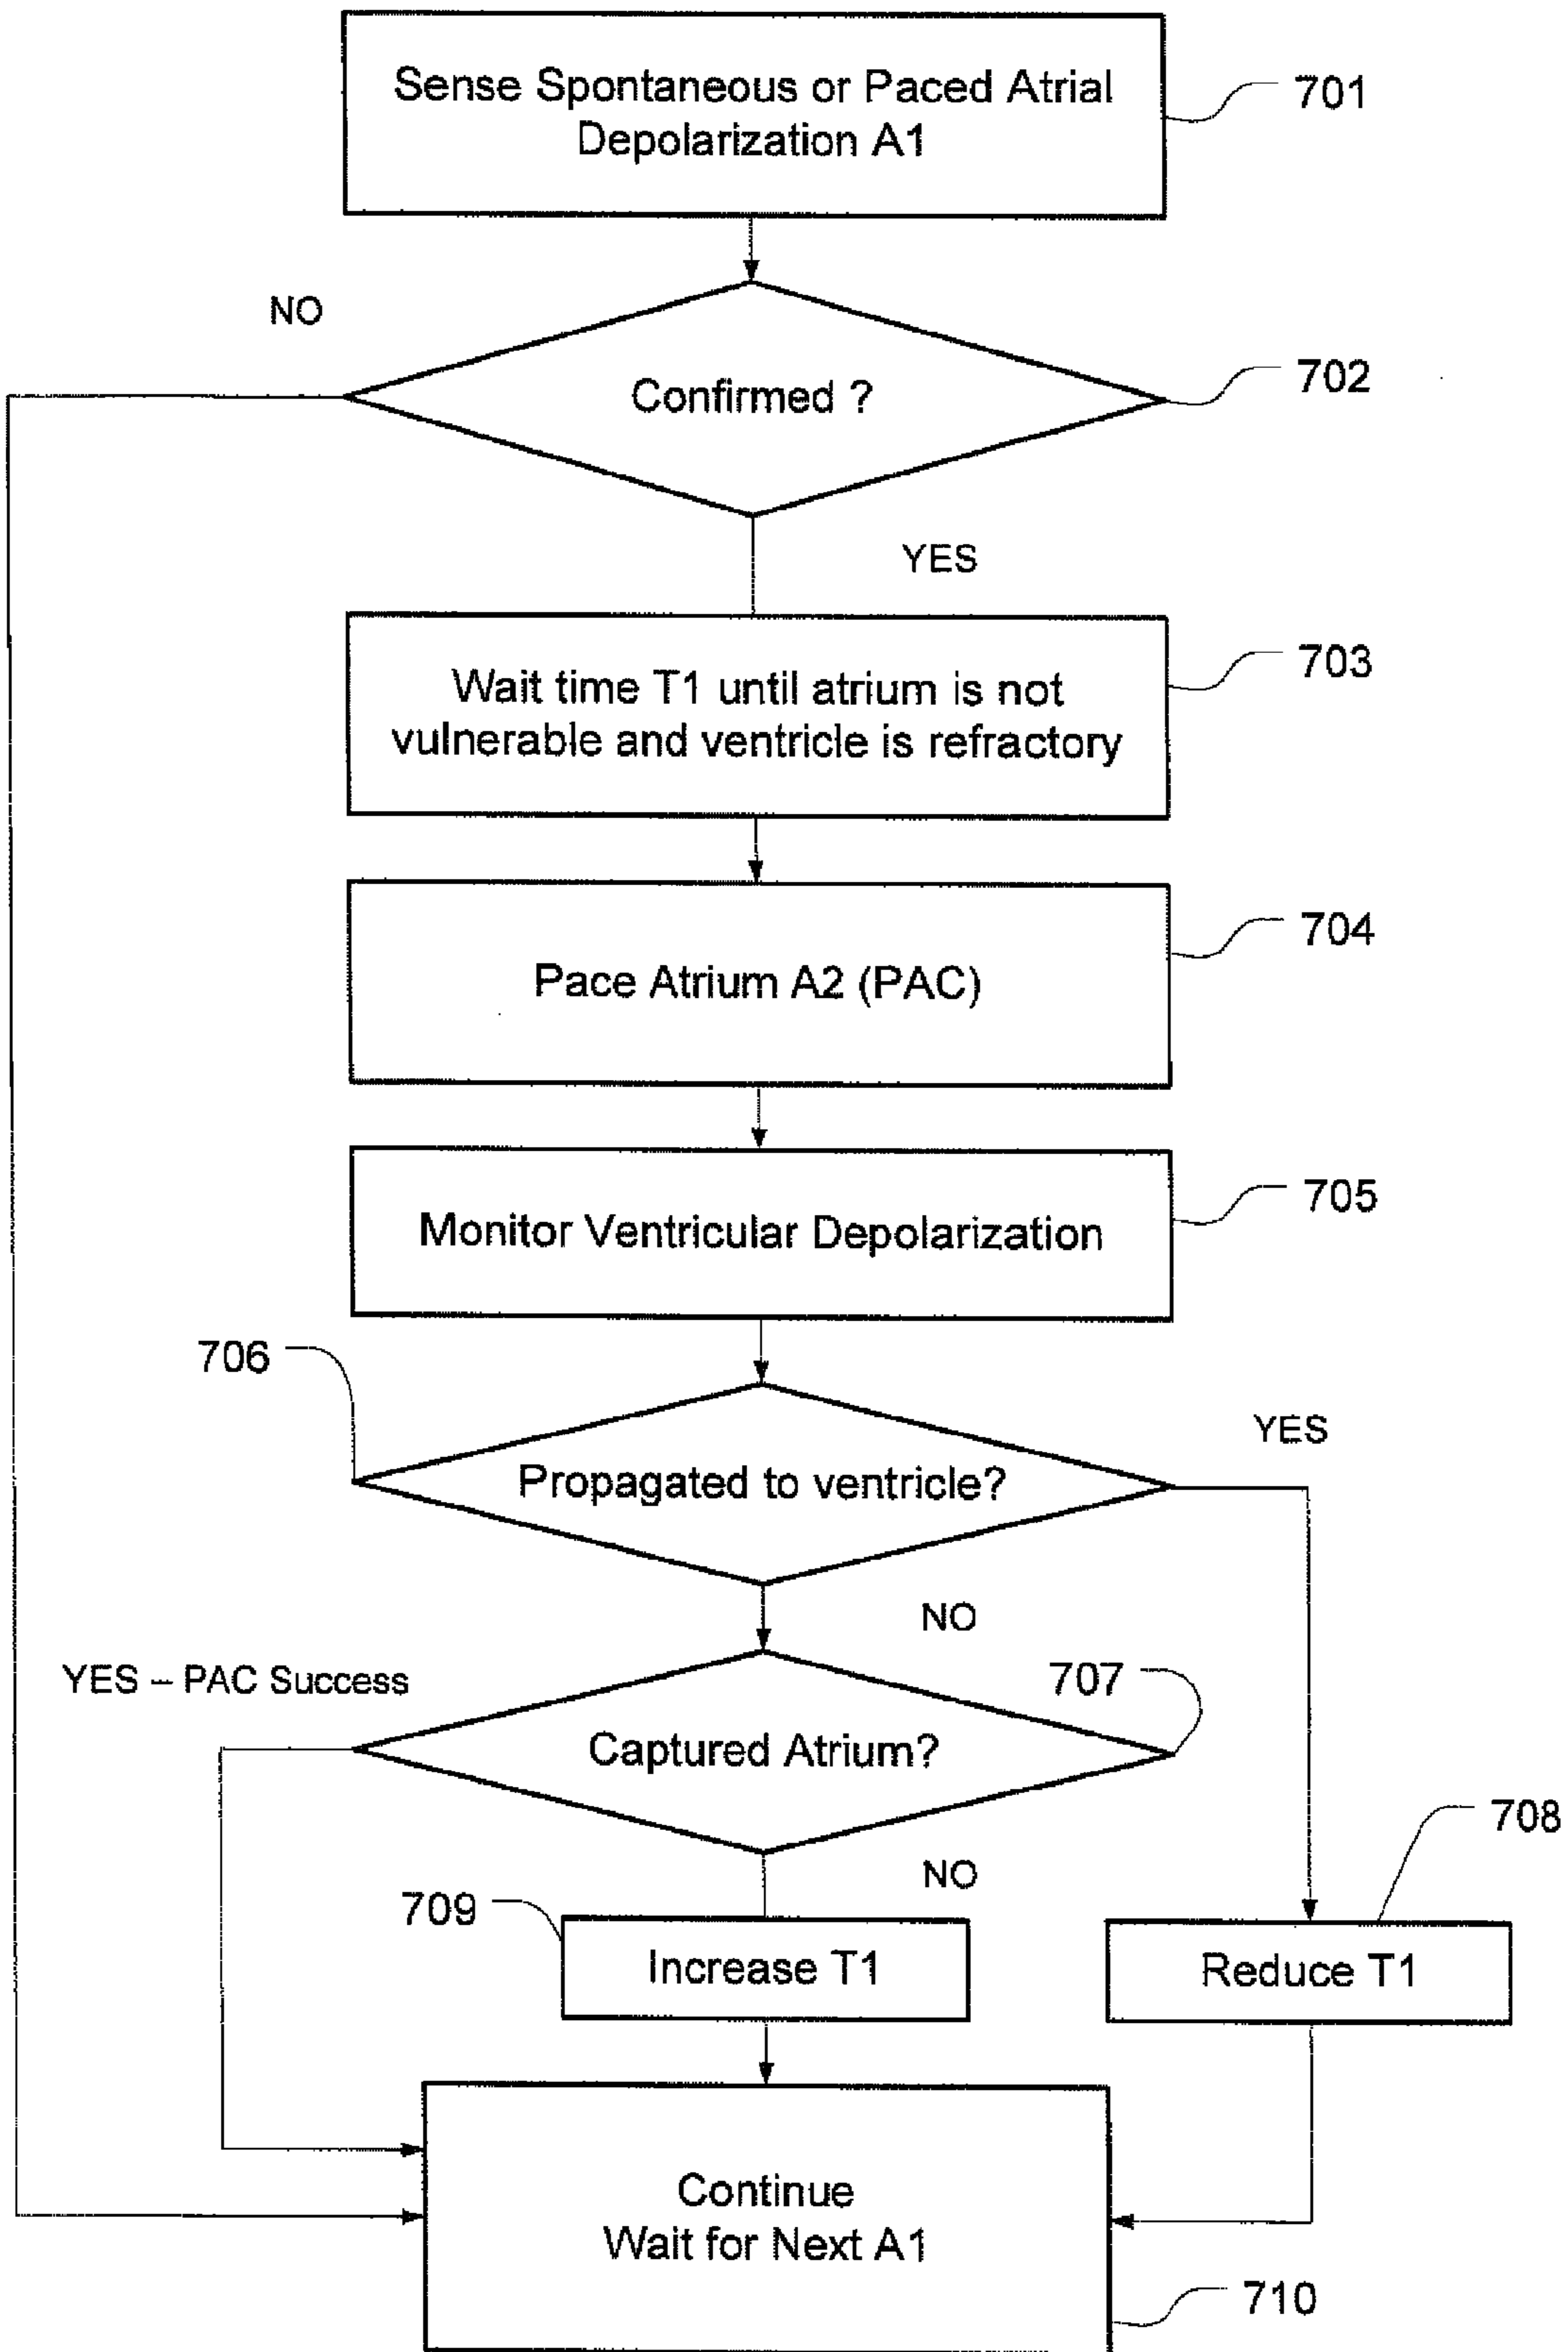 Sense Spontaneous or Paced Atrial
Depolarization A1
701
NO
Confirmed ?
702
YES
Wait time T1 until atrium is not
vulnerable and ventricle is refractory
703
Pace Atrium A2 (PAC)
704
Monitor Ventricular Depolarization
705
706
Propagated to ventricle?
YES
NO
YES – PAC Success
Captured Atrium?
707
NO
709
Increase T1
708
Reduce T1
Continue
Wait for Next A1
710